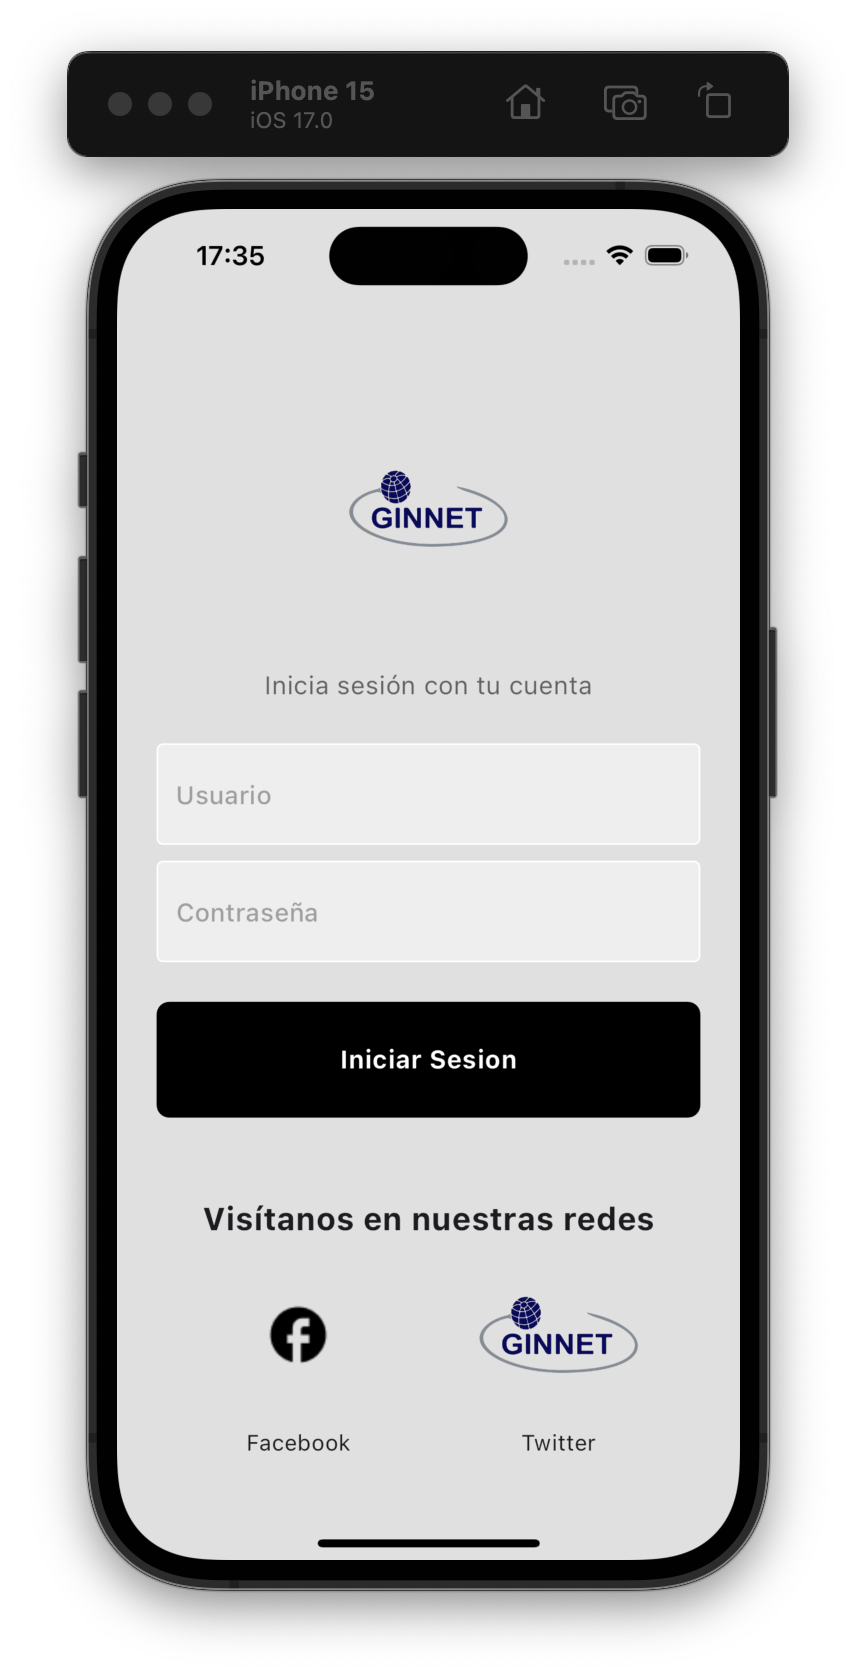 iPhone 15
iOS 17.0
17:35
GINNET
Inicia sesión con tu cuenta
Usuario
Contraseña
Iniciar Sesion
Visítanos en nuestras redes
GINNET
Facebook
Twitter